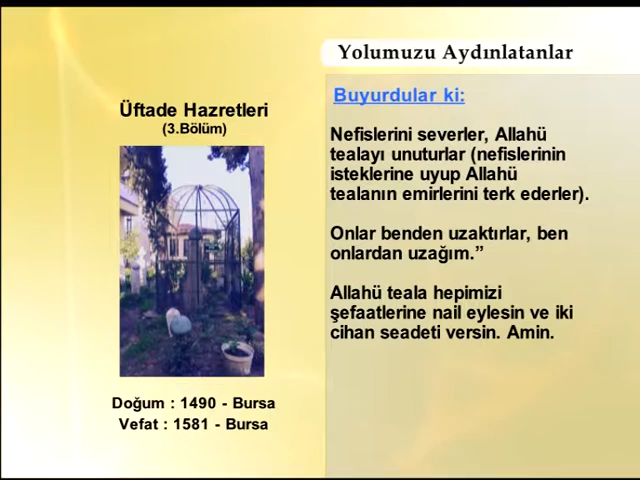 Yolumuzu Aydınlatanlar
Üftade Hazretleri
(3.Bölüm)
Doğum : 1490 - Bursa
Vefat : 1581 - Bursa
Buyurdular ki:
Nefislerini severler, Allahü
tealayı unuturlar (nefislerinin
isteklerine uyup Allahü
tealanın emirlerini terk ederler).
Onlar benden uzaktırlar, ben
onlardan uzağım.”
Allahü teala hepimizi
şefaatlerine nail eylesin ve iki
cihan seadeti versin. Amin.